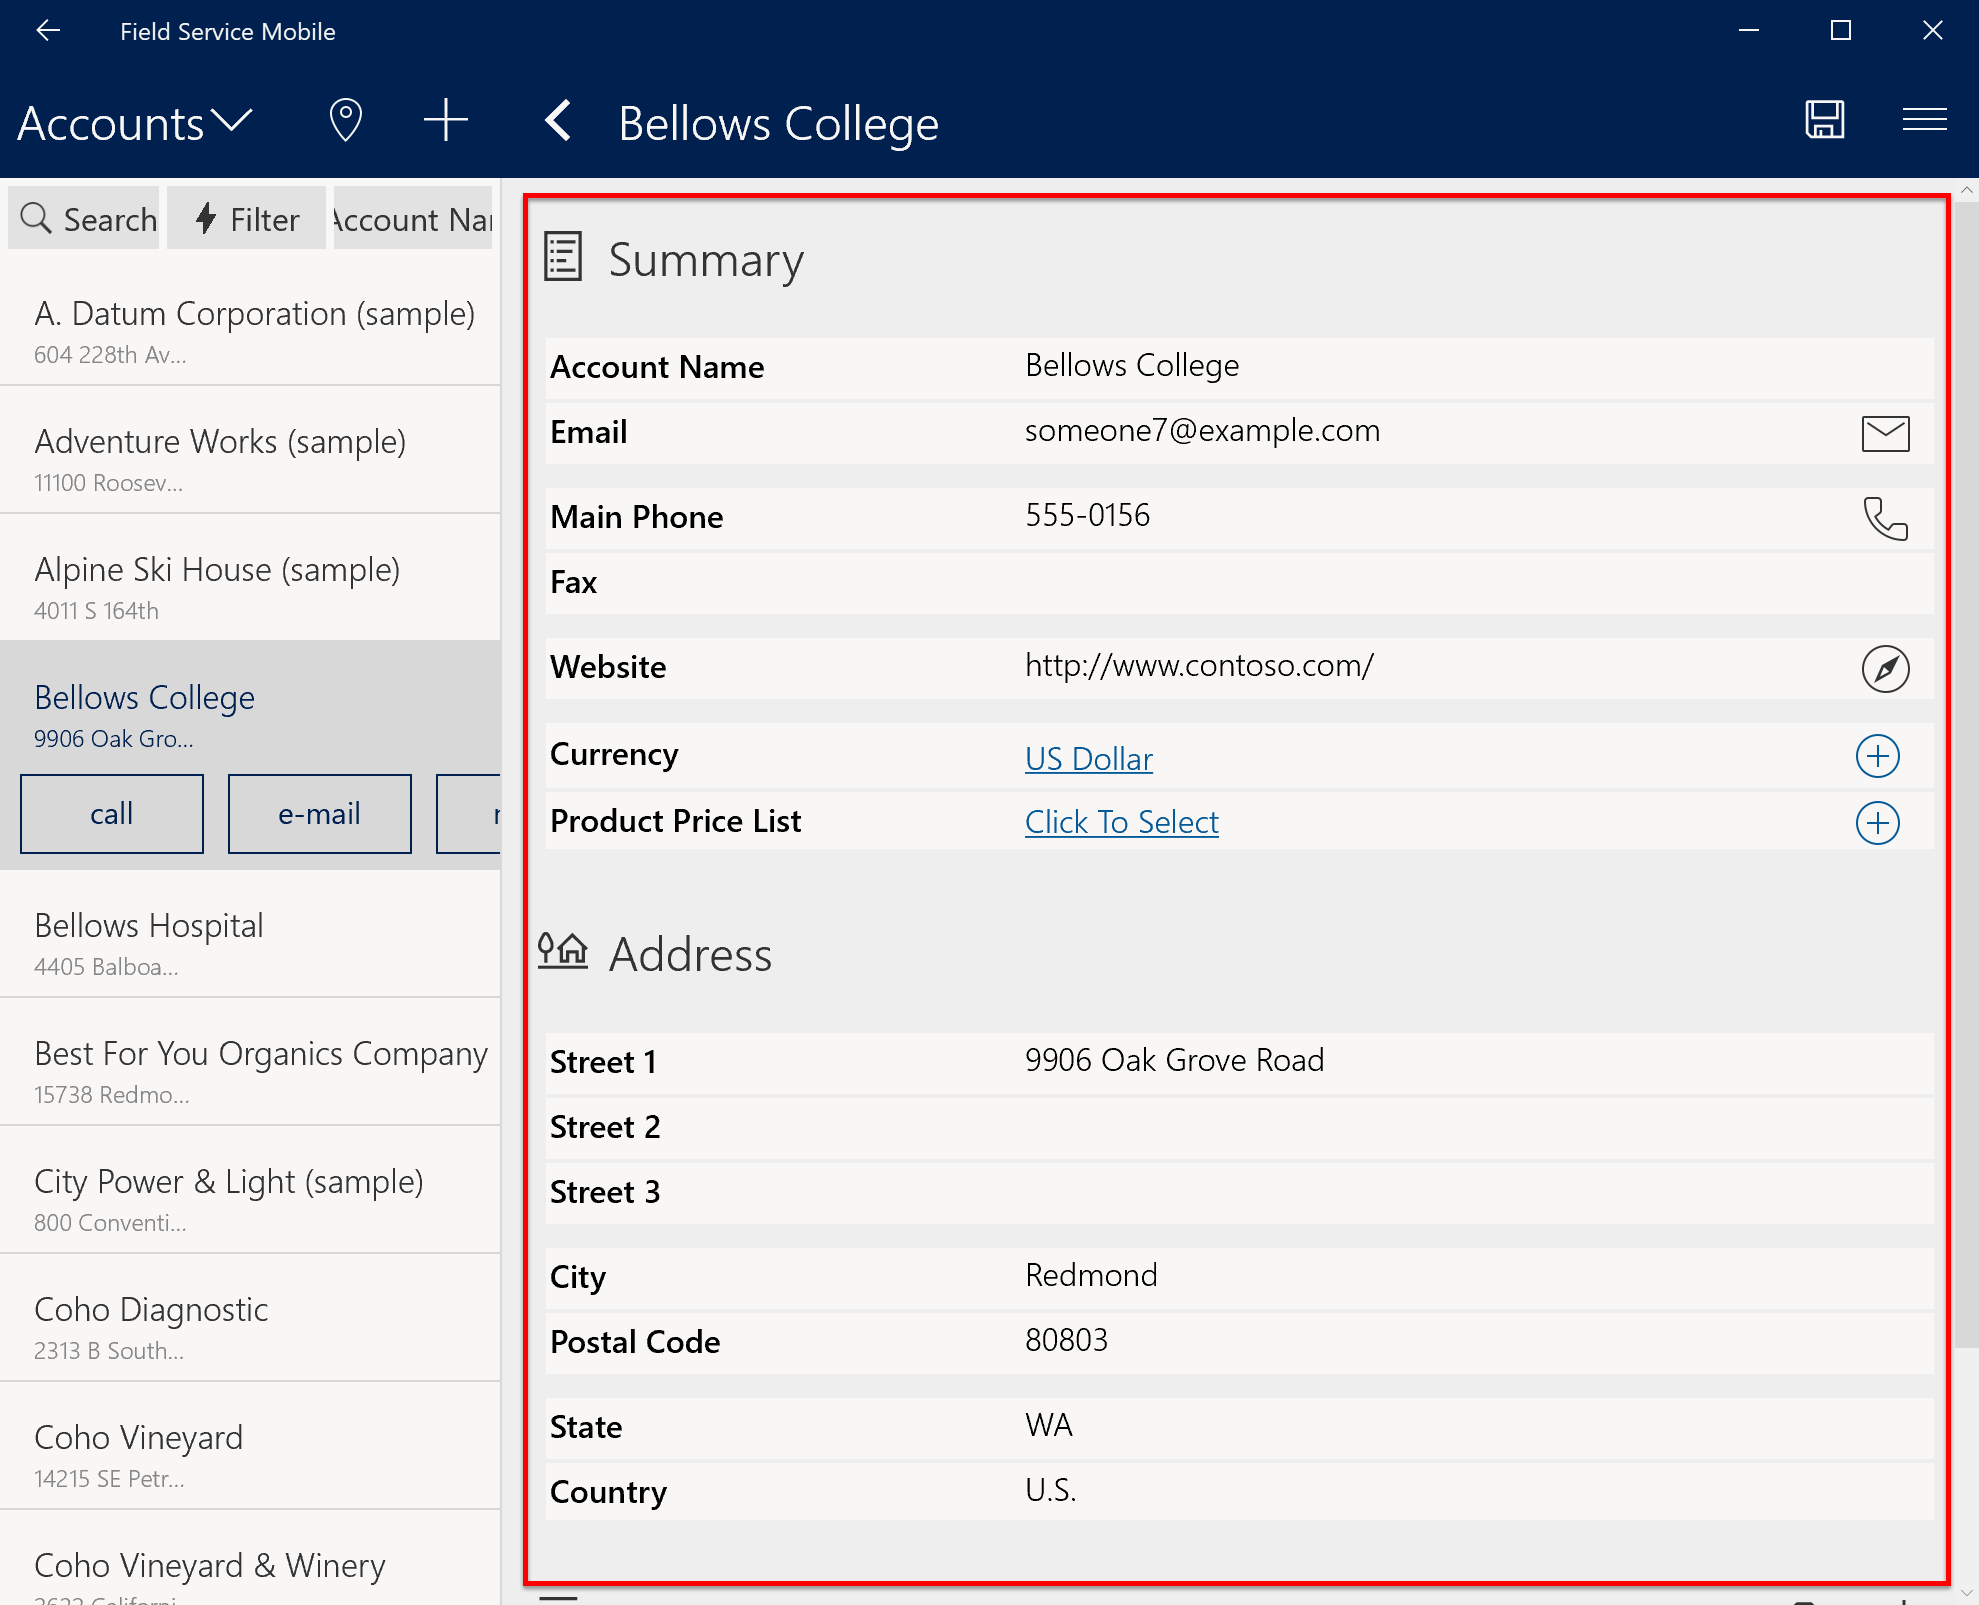 Field Service Mobile
Accounts
Bellows College
Search
Filter
Account Nar
A. Datum Corporation (sample)
604 228th Av...
Adventure Works (sample)
11100 Roosev...
Alpine Ski House (sample)
4011 S 164th
Bellows College
9906 Oak Gro...
call
e-mail
Bellows Hospital
4405 Balboa...
Best For You Organics Company
15738 Redmo...
City Power & Light (sample)
800 Conventi...
Coho Diagnostic
2313 B South...
Coho Vineyard
14215 SE Petr...
Coho Vineyard & Winery
Summary
Account Name Bellows College
Email someone7@example.com
Main Phone 555-0156
Fax
Website http://www.contoso.com/
Currency US Dollar
Product Price List Click To Select
Address
Street 1 9906 Oak Grove Road
Street 2
Street 3
City Redmond
Postal Code 80803
State WA
Country U.S.